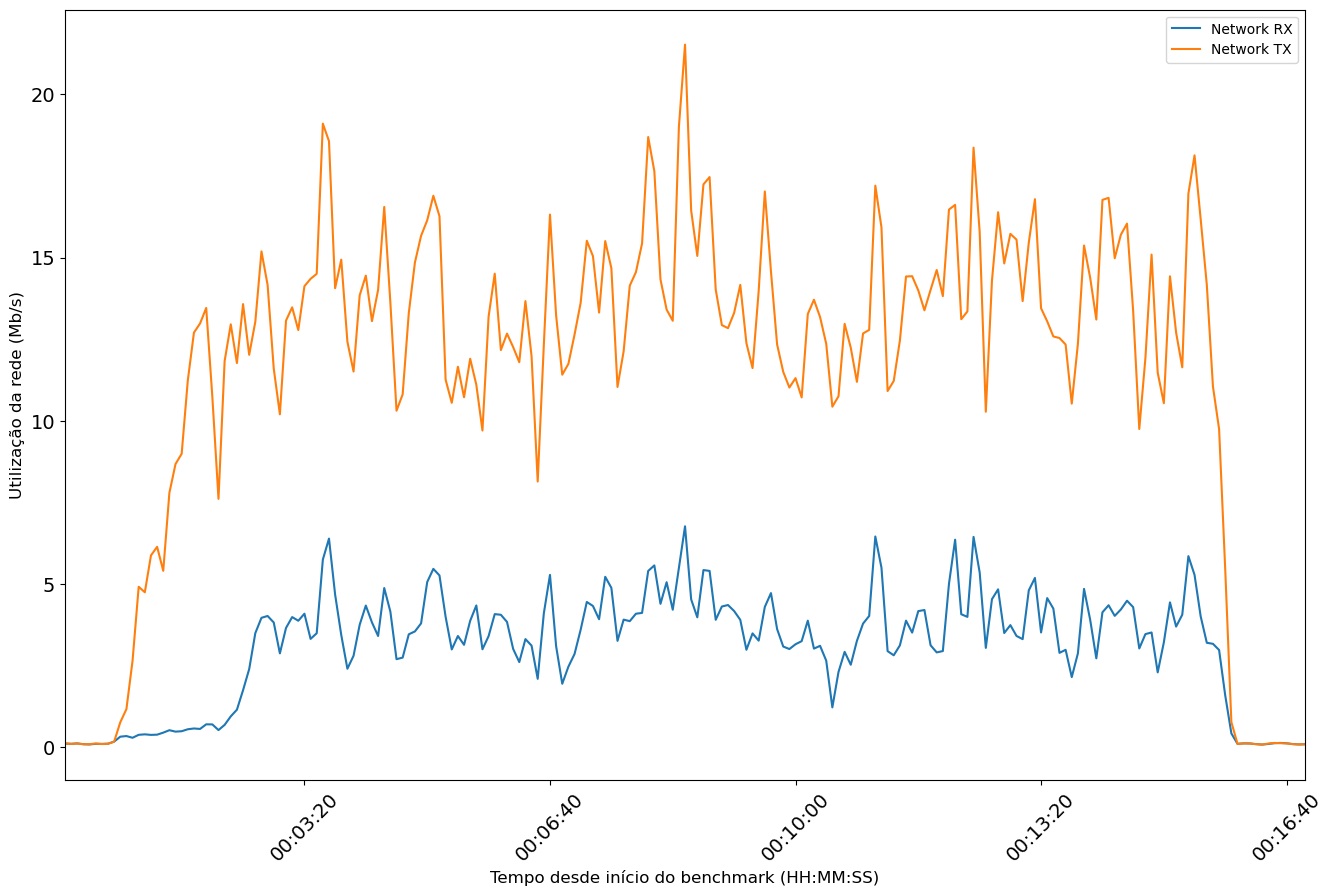 Network RX
Network TX
Utilização da rede (Mb/s)
20
15
10
5
0
00:03:20
00:06:40
00:10:00
00:13:20
00:16:40
Tempo desde início do benchmark (HH:MM:SS)